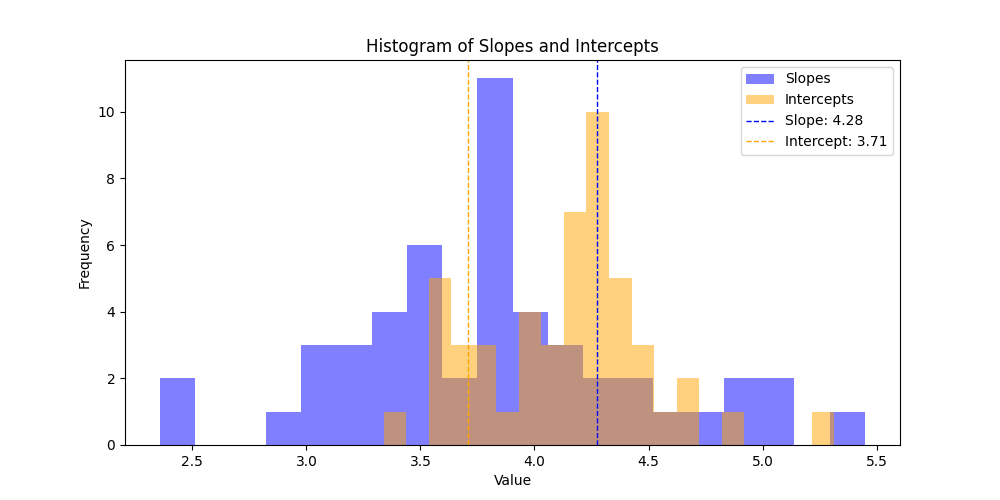 Histogram of Slopes and Intercepts
Slopes
Intercepts
Slope: 4.28
Intercept: 3.71
Frequency
10
8
6
4
2
0
2.5 3.0 3.5 4.0 4.5 5.0 5.5
Value